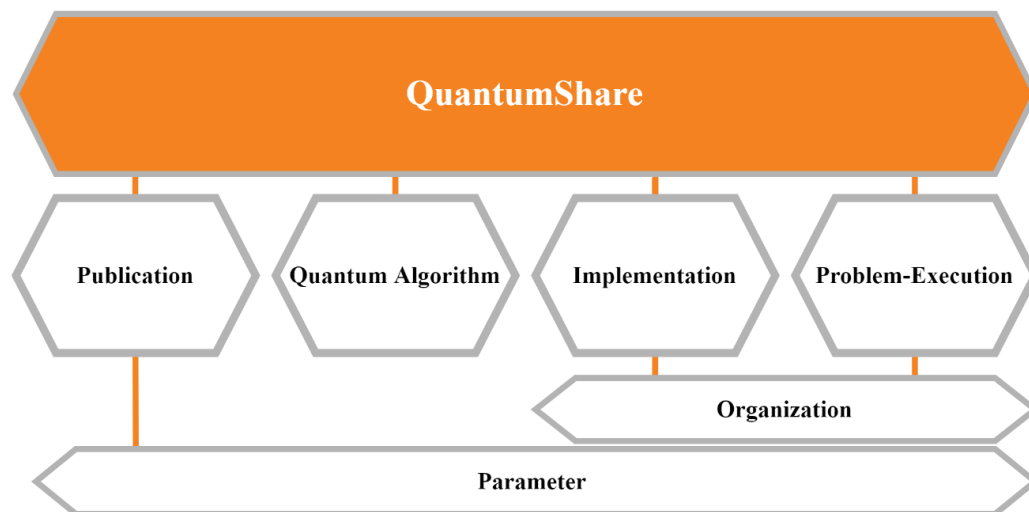 QuantumShare
Publication
Quantum Algorithm
Implementation
Problem-Execution
Organization
Parameter